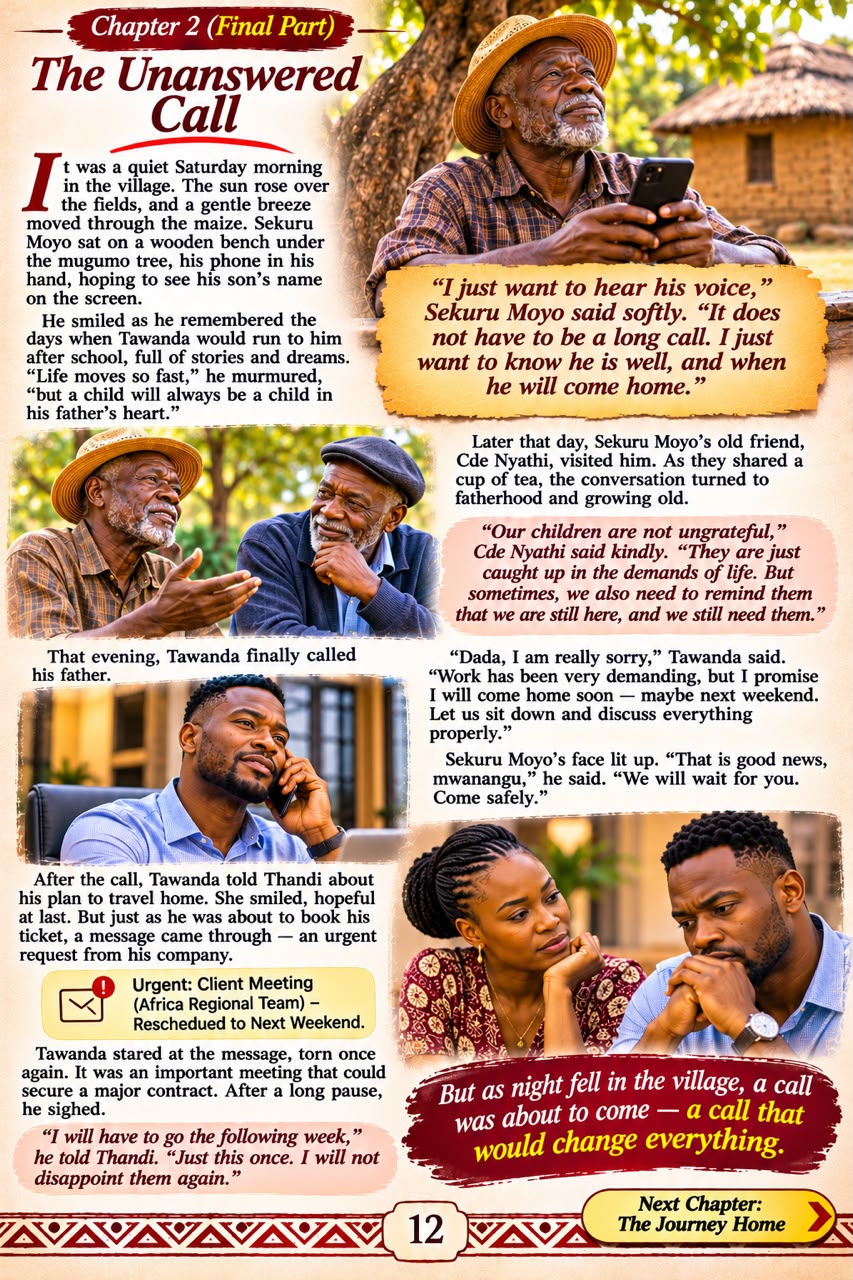 Chapter 2 (Final Part)
The Unanswered
Call
It was a quiet Saturday morning
in the village. The sun rose over
the fields, and a gentle breeze
moved through the maize. Sekuru
Moyo sat on a wooden bench under
the mugumo tree, his phone in his
hand, hoping to see his son’s name
on the screen.
He smiled as he remembered the
days when Tawanda would run to him
after school, full of stories and dreams.
“Life moves so fast,” he murmured,
“but a child will always be a child in
his father’s heart.”
“I just want to hear his voice,”
Sekuru Moyo said softly. “It does
not have to be a long call. I just
want to know he is well, and when
he will come home.”
Later that day, Sekuru Moyo’s old friend,
Cde Nyathi, visited him. As they shared a
cup of tea, the conversation turned to
fatherhood and growing old.
“Our children are not ungrateful,”
Cde Nyathi said kindly. “They are just
caught up in the demands of life. But
sometimes, we also need to remind them
that we are still here, and we still need them.”
That evening, Tawanda finally called
his father.
“Dada, I am really sorry,” Tawanda said.
“Work has been very demanding, but I promise
I will come home soon — maybe next weekend.
Let us sit down and discuss everything
properly.”
Sekuru Moyo’s face lit up. “That is good news,
mwanangu,” he said. “We will wait for you.
Come safely.”
After the call, Tawanda told Thandi about
his plan to travel home. She smiled, hopeful
at last. But just as he was about to book his
ticket, a message came through — an urgent
request from his company.
Urgent: Client Meeting
(Africa Regional Team) –
Reschedued to Next Weekend.
Tawanda stared at the message, torn once
again. It was an important meeting that could
secure a major contract. After a long pause,
he sighed.
“I will have to go the following week,”
he told Thandi. “Just this once. I will not
disappoint them again.”
But as night fell in the village, a call
was about to come — a call that
would change everything.
12
Next Chapter:
The Journey Home